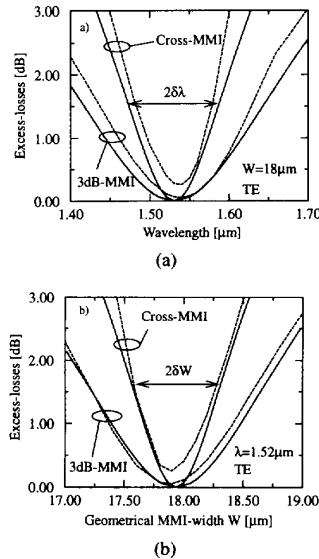 a)
Cross-MMI
3.00
2.00
1.00
0.00
Excess-losses [dB]
2δλ
3dB-MMI
W=18μm
TE
1.40 1.50 1.60 1.70
Wavelength [μm]
(a)
b)
Cross-MMI
3.00
2.00
1.00
0.00
Excess-losses [dB]
2δW
3dB-MMI
λ=1.52μm
TE
17.00 17.50 18.00 18.50 19.00
Geometrical MMI-width W [μm]
(b)